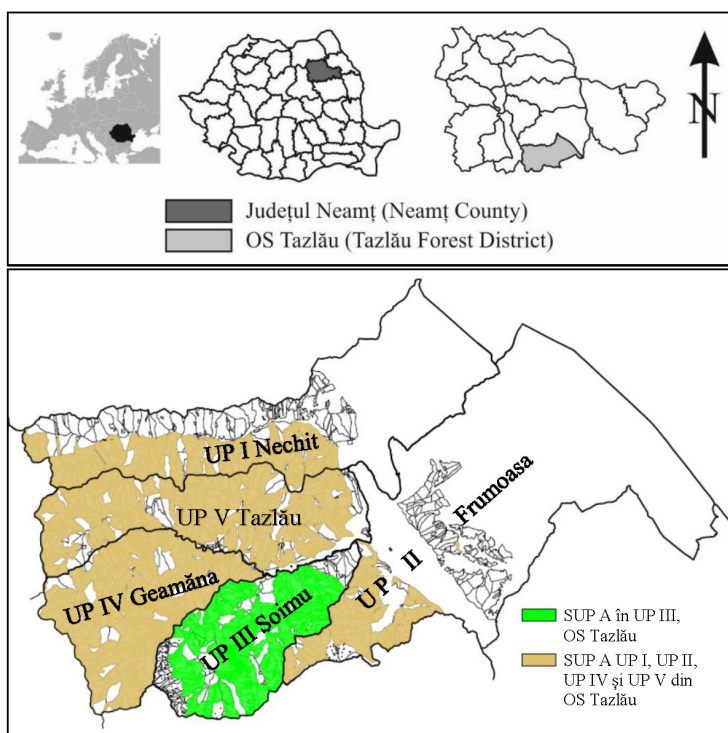 N
Județul Neamț (Neamț County)
OS Tazlău (Tazlău Forest District)
UP I Nechit
UP V Tazlău
Frumoasa
UP II
UP IV Geamăna
UP III Soimu
SUP A în UP III,
OS Tazlău
SUP A UP I, UP II,
UP IV și UP V din
OS Tazlău